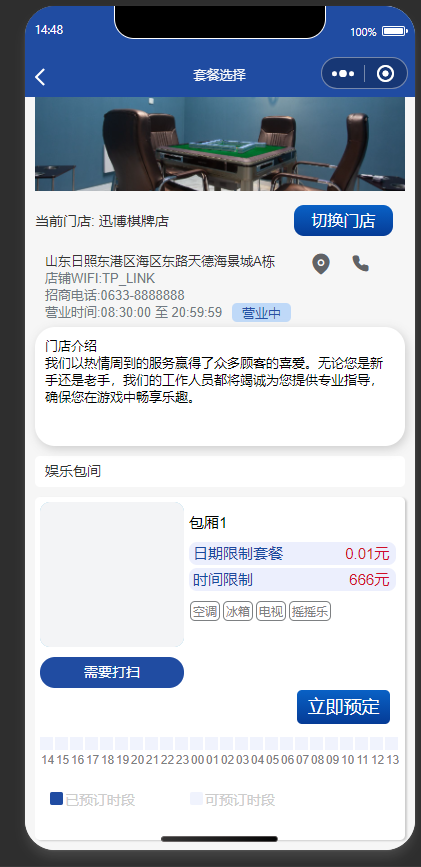 14:48
100%
套餐选择
当前门店: 迅博棋牌店
切换门店
山东日照东港区海区东路天德海景城A栋
店铺WIFI:TP_LINK
招商电话:0633-8888888
营业时间:08:30:00 至 20:59:59 营业中
门店介绍
我们以热情周到的服务赢得了众多顾客的喜爱。无论您是新
手还是老手，我们的工作人员都将竭诚为您提供专业指导，
确保您在游戏中畅享乐趣。
娱乐包间
包厢1
日期限制套餐 0.01元
时间限制 666元
空调 冰箱 电视 摇摇乐
需要打扫
立即预定
14 15 16 17 18 19 20 21 22 23 00 01 02 03 04 05 06 07 08 09 10 11 12 13
已预订时段 可预订时段